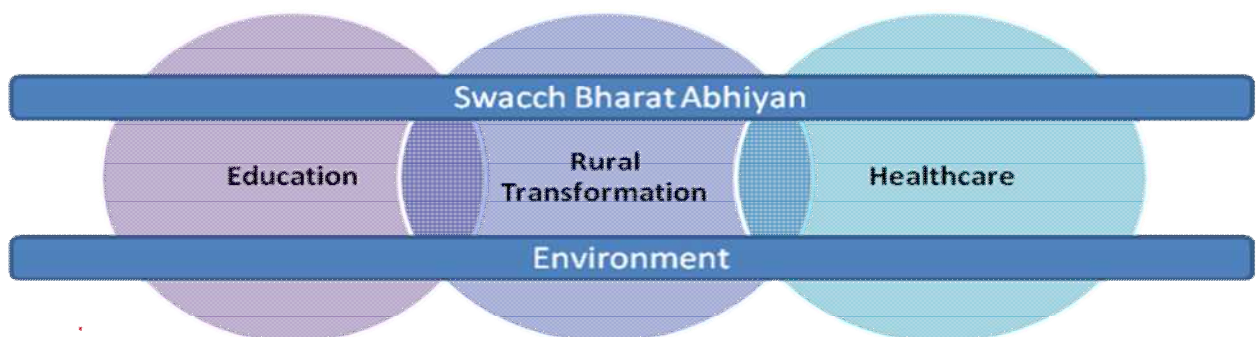 Swacch Bharat Abhiyan
Education
Rural
Transformation
Healthcare
Environment